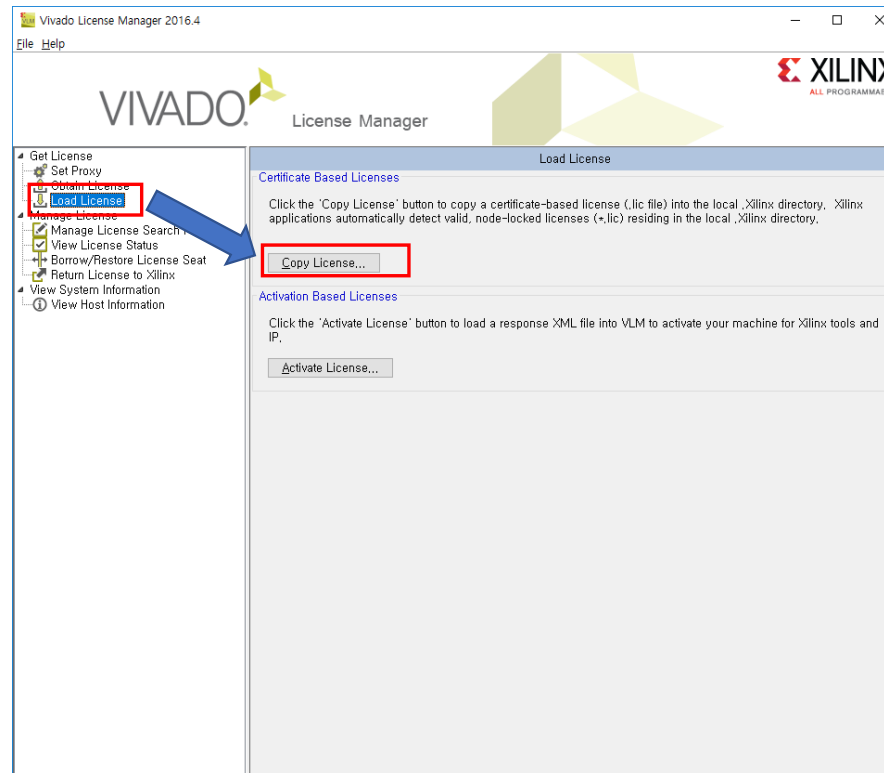 Vivado License Manager 2016.4
File Help
VIVADO. License Manager
XILINX
ALL PROGRAMMABLE
Get License
Set Proxy
Obtain License
Load License
Manage License
Manage License Search
View License Status
Borrow/Restore License Seat
Return License to Xilinx
View System Information
View Host Information
Load License
Certificate Based Licenses
Click the 'Copy License' button to copy a certificate-based license (.lic file) into the local .Xilinx directory. Xilinx
applications automatically detect valid, node-locked licenses (*.lic) residing in the local .Xilinx directory.
Copy License...
Activation Based Licenses
Click the 'Activate License' button to load a response XML file into VLM to activate your machine for Xilinx tools and
IP.
Activate License...